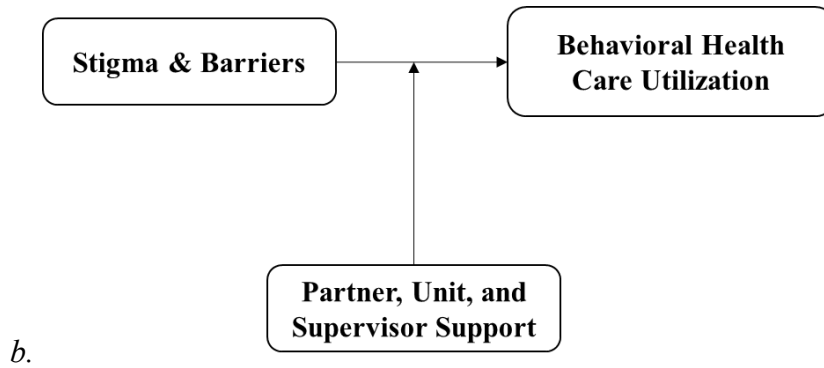 Stigma & Barriers
Behavioral Health
Care Utilization
Partner, Unit, and
Supervisor Support
b.